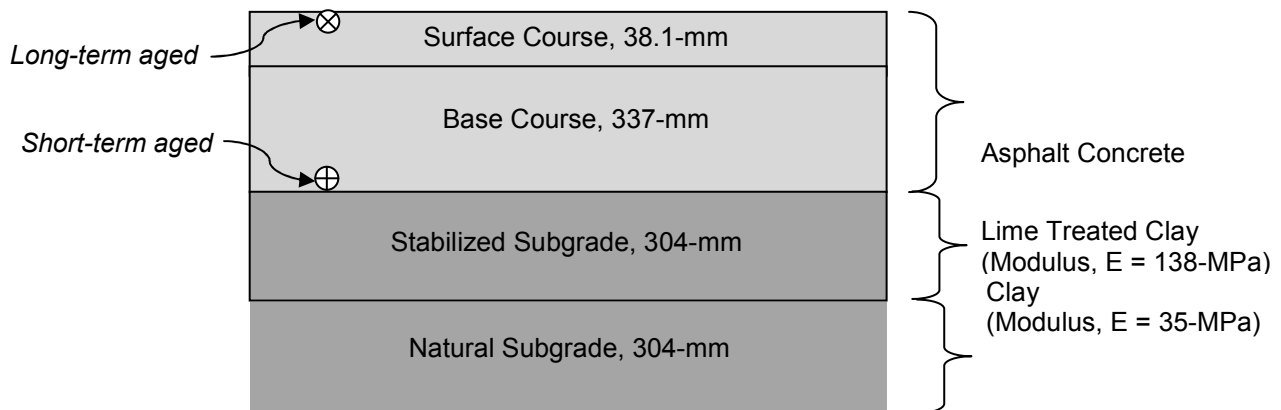 Surface Course, 38.1-mm
Long-term aged
Base Course, 337-mm
Short-term aged
Asphalt Concrete
Stabilized Subgrade, 304-mm
Lime Treated Clay
(Modulus, E = 138-MPa)
Clay
(Modulus, E = 35-MPa)
Natural Subgrade, 304-mm